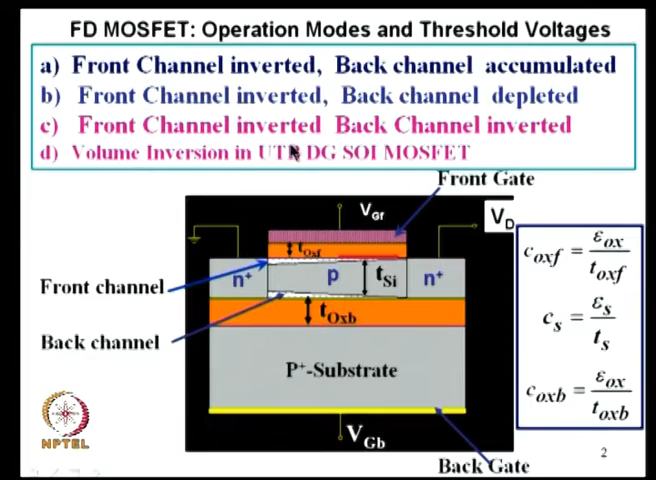 FD MOSFET: Operation Modes and Threshold Voltages
a) Front Channel inverted, Back channel accumulated
b) Front Channel inverted, Back channel depleted
c) Front Channel inverted Back Channel inverted
d) Volume Inversion in UTB DG SOI MOSFET
Front Gate
V_Gf
V_D
t_Oxf
n⁺ p t_Si n⁺
Front channel
t_Oxb
Back channel
P⁺-Substrate
V_Gb
Back Gate
c_oxf = ε_ox / t_oxf
c_s = ε_s / t_s
c_oxb = ε_ox / t_oxb
NPTEL
2